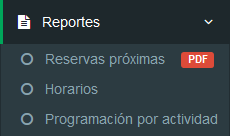 Reportes
Reservas próximas PDF
Horarios
Programación por actividad